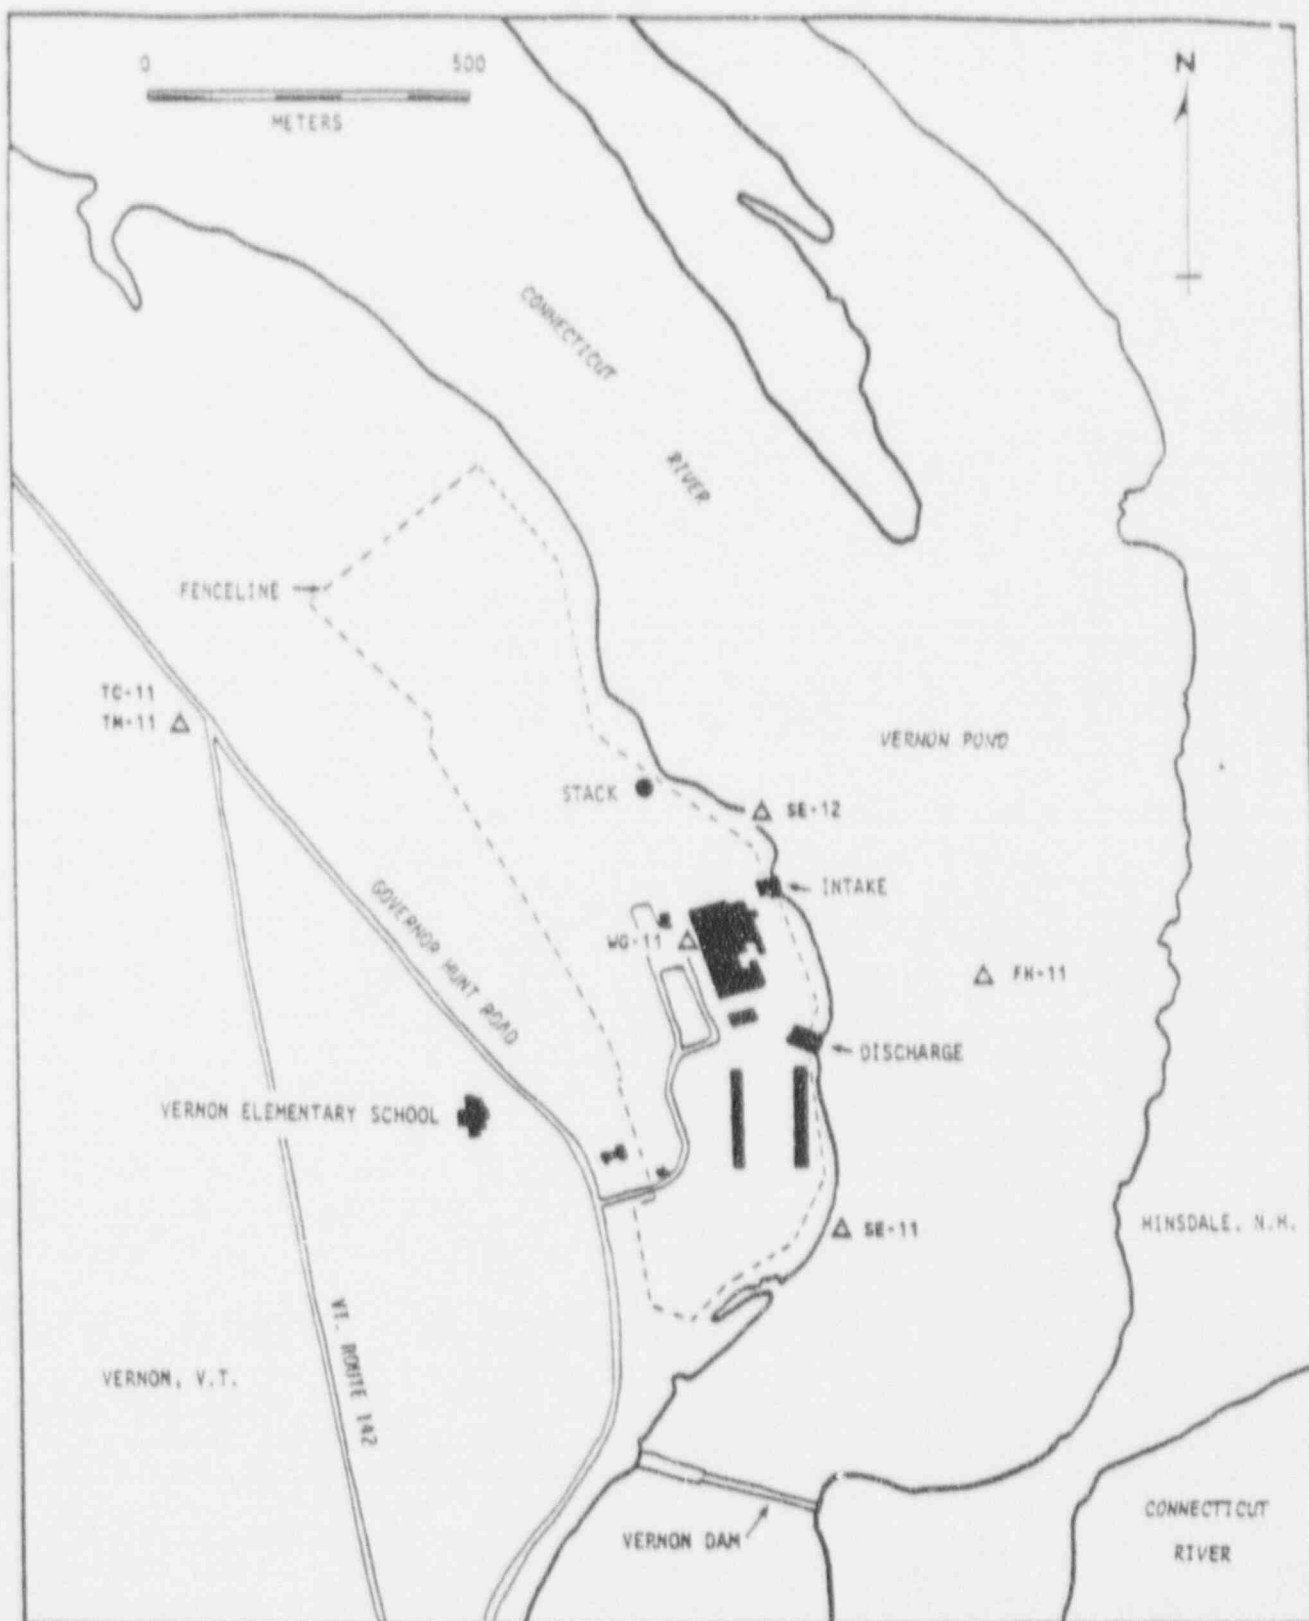 0 500
METERS
N
CONNECTICUT
RIVER
FENCELINE
TC-11
TM-11
VERNON POND
STACK
SE-12
INTAKE
GOVERNOR HUNT ROAD
WG-11
FH-11
DISCHARGE
VERNON ELEMENTARY SCHOOL
SE-11
HINSDALE, N.H.
VT. ROUTE 142
VERNON, V.T.
CONNECTICUT
RIVER
VERNON DAM